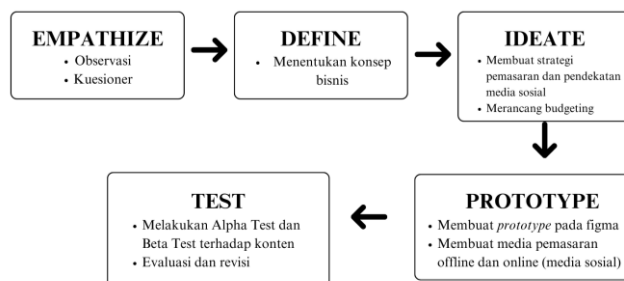 EMPATHIZE
• Observasi
• Kuesioner
DEFINE
• Menentukan konsep
bisnis
IDEATE
• Membuat strategi
pemasaran dan pendekatan
media sosial
• Merancang budgeting
PROTOTYPE
• Membuat prototype pada figma
• Membuat media pemasaran
offline dan online (media sosial)
TEST
• Melakukan Alpha Test dan
Beta Test terhadap konten
• Evaluasi dan revisi